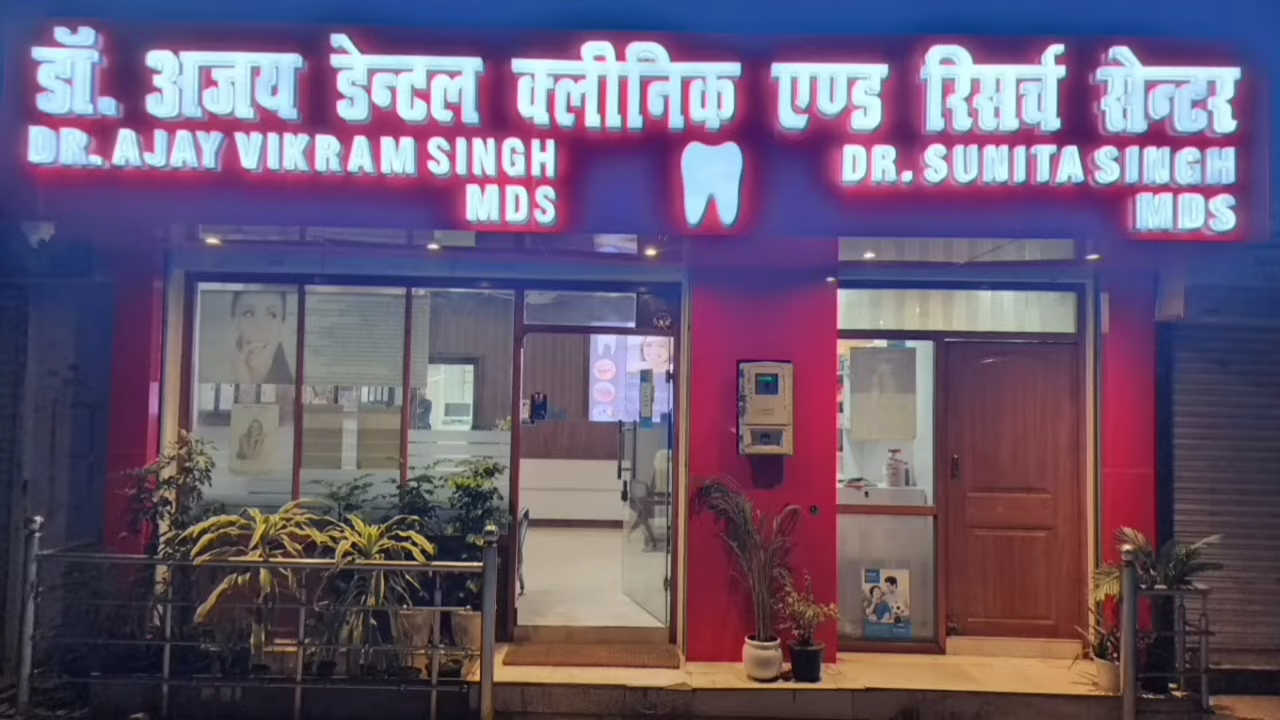 डॉ. अजय डेन्टल क्लीनिक एण्ड रिसर्च सेन्टर
DR. AJAY VIKRAM SINGH
MDS
DR. SUNITA SINGH
MDS